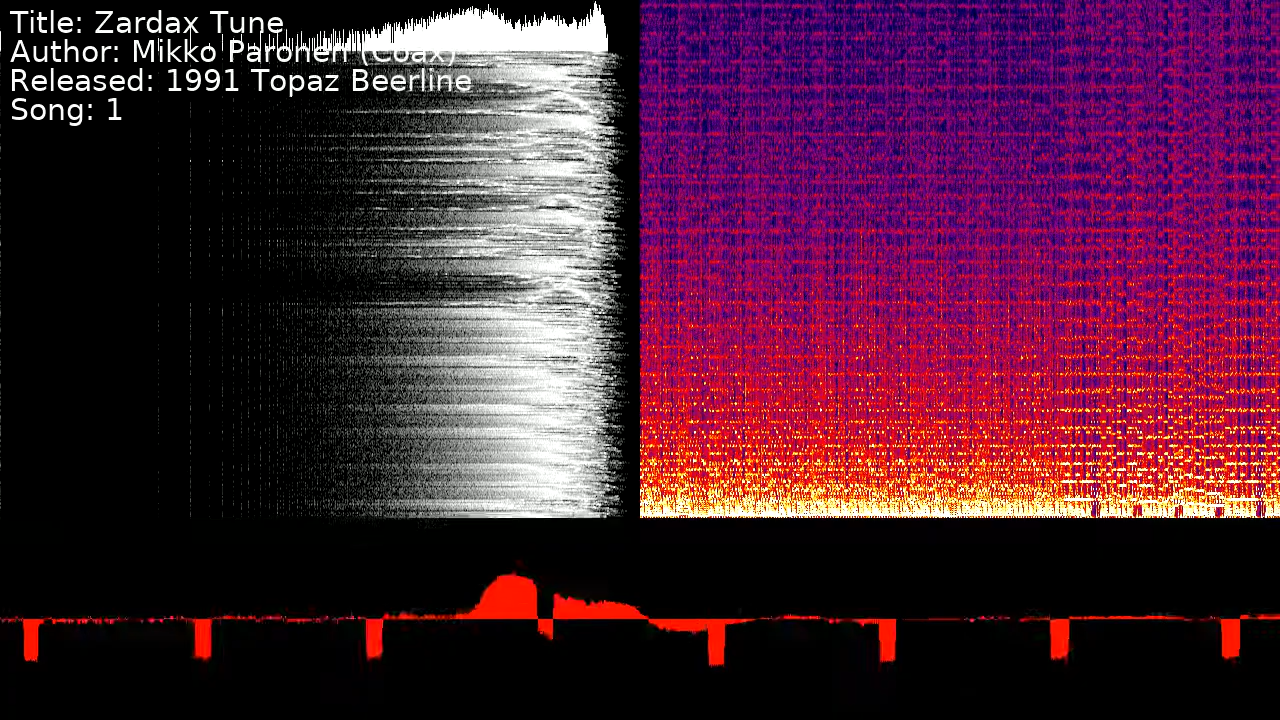 Title: Zardax Tune
Author: Mikko Paronen (Coax)
Released: 1991 Topaz Beerline
Song: 1